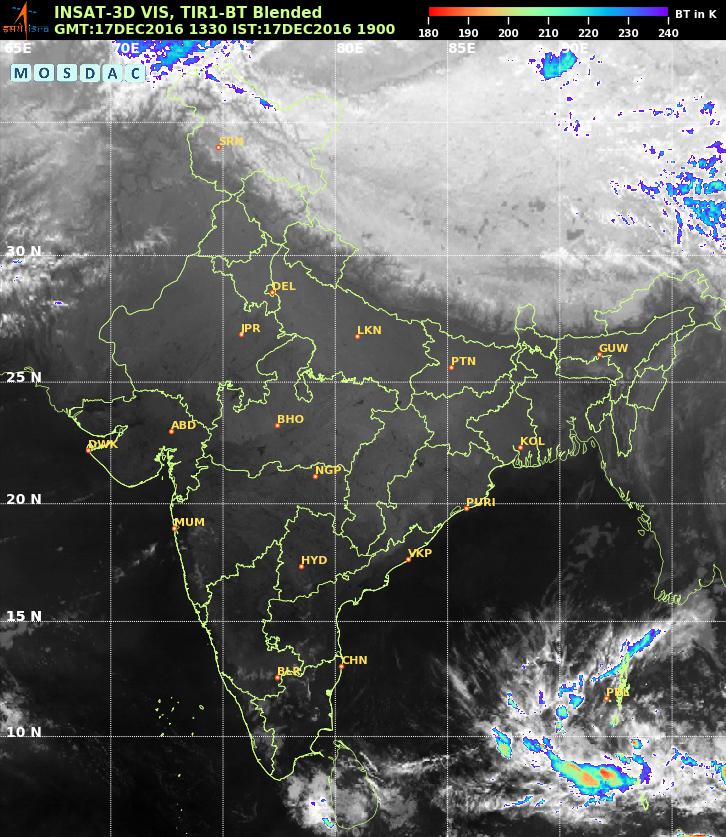 INSAT-3D VIS, TIR1-BT Blended
GMT:17DEC2016 1330 IST:17DEC2016 1900
BT in K
180 190 200 210 220 230 240
65E 70E 80E 85E
MOSDAC
SRN
30 N
DEL
JPR LKN
GUW
PTN
25 N
ABD BHO
DWK KOL
NGP
20 N PURI
MUM
HYD VKP
15 N
BLR CHN
10 N